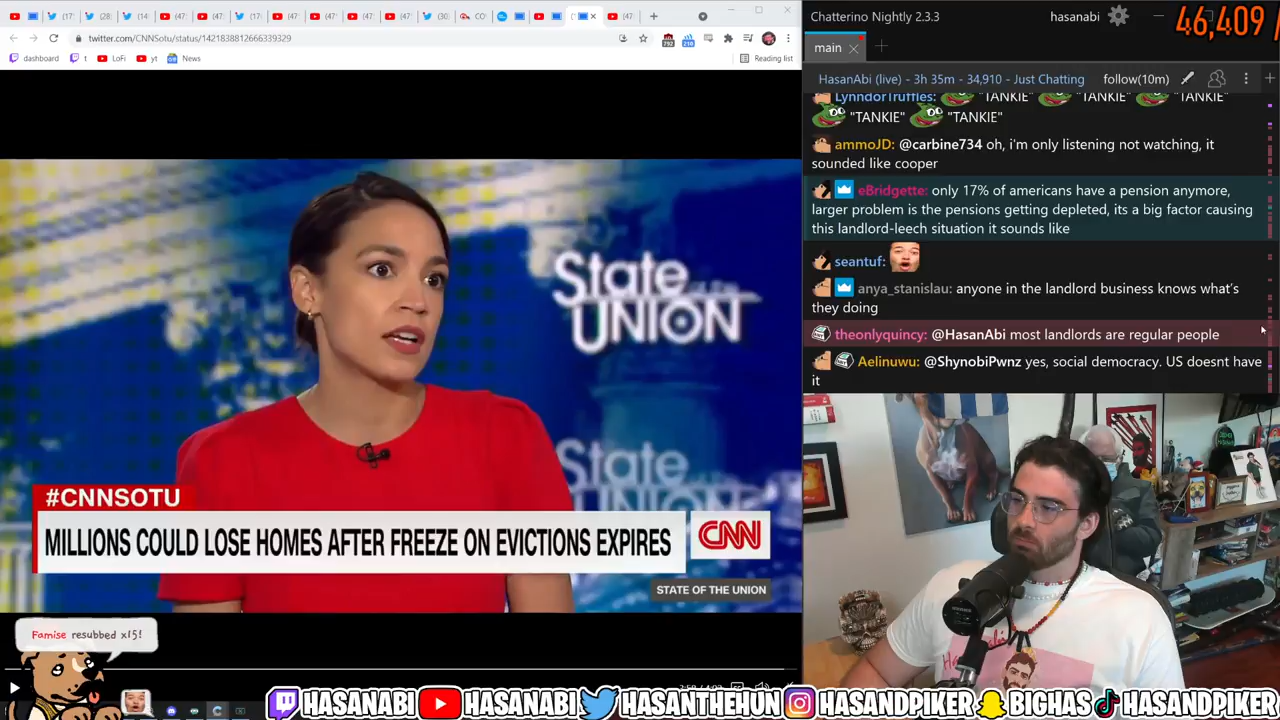 twitter.com/CNNSotu/status/1421838812666339329
dashboard
t
LoFi
yt
News
Reading list
State
of the
UNION
State
#CNNSOTU
MILLIONS COULD LOSE HOMES AFTER FREEZE ON EVICTIONS EXPIRES
CNN
STATE OF THE UNION
Famise resubbed x15!
Chatterino Nightly 2.3.3
hasanabi
46,409 /
main
HasanAbi (live) - 3h 35m - 34,910 - Just Chatting
follow(10m)
LynndorTruffles: "TANKIE" "TANKIE" "TANKIE"
"TANKIE" "TANKIE"
ammoJD: @carbine734 oh, i'm only listening not watching, it
sounded like cooper
eBridgette: only 17% of americans have a pension anymore,
larger problem is the pensions getting depleted, its a big factor causing
this landlord-leech situation it sounds like
seantuf:
anya_stanislau: anyone in the landlord business knows what's
they doing
theonlyquincy: @HasanAbi most landlords are regular people
Aelinuwu: @ShynobiPwnz yes, social democracy. US doesnt have
it
HASANABI HASANABI HASANTHEHUN HASANDPIKER BIGHAS HASANDPIKER